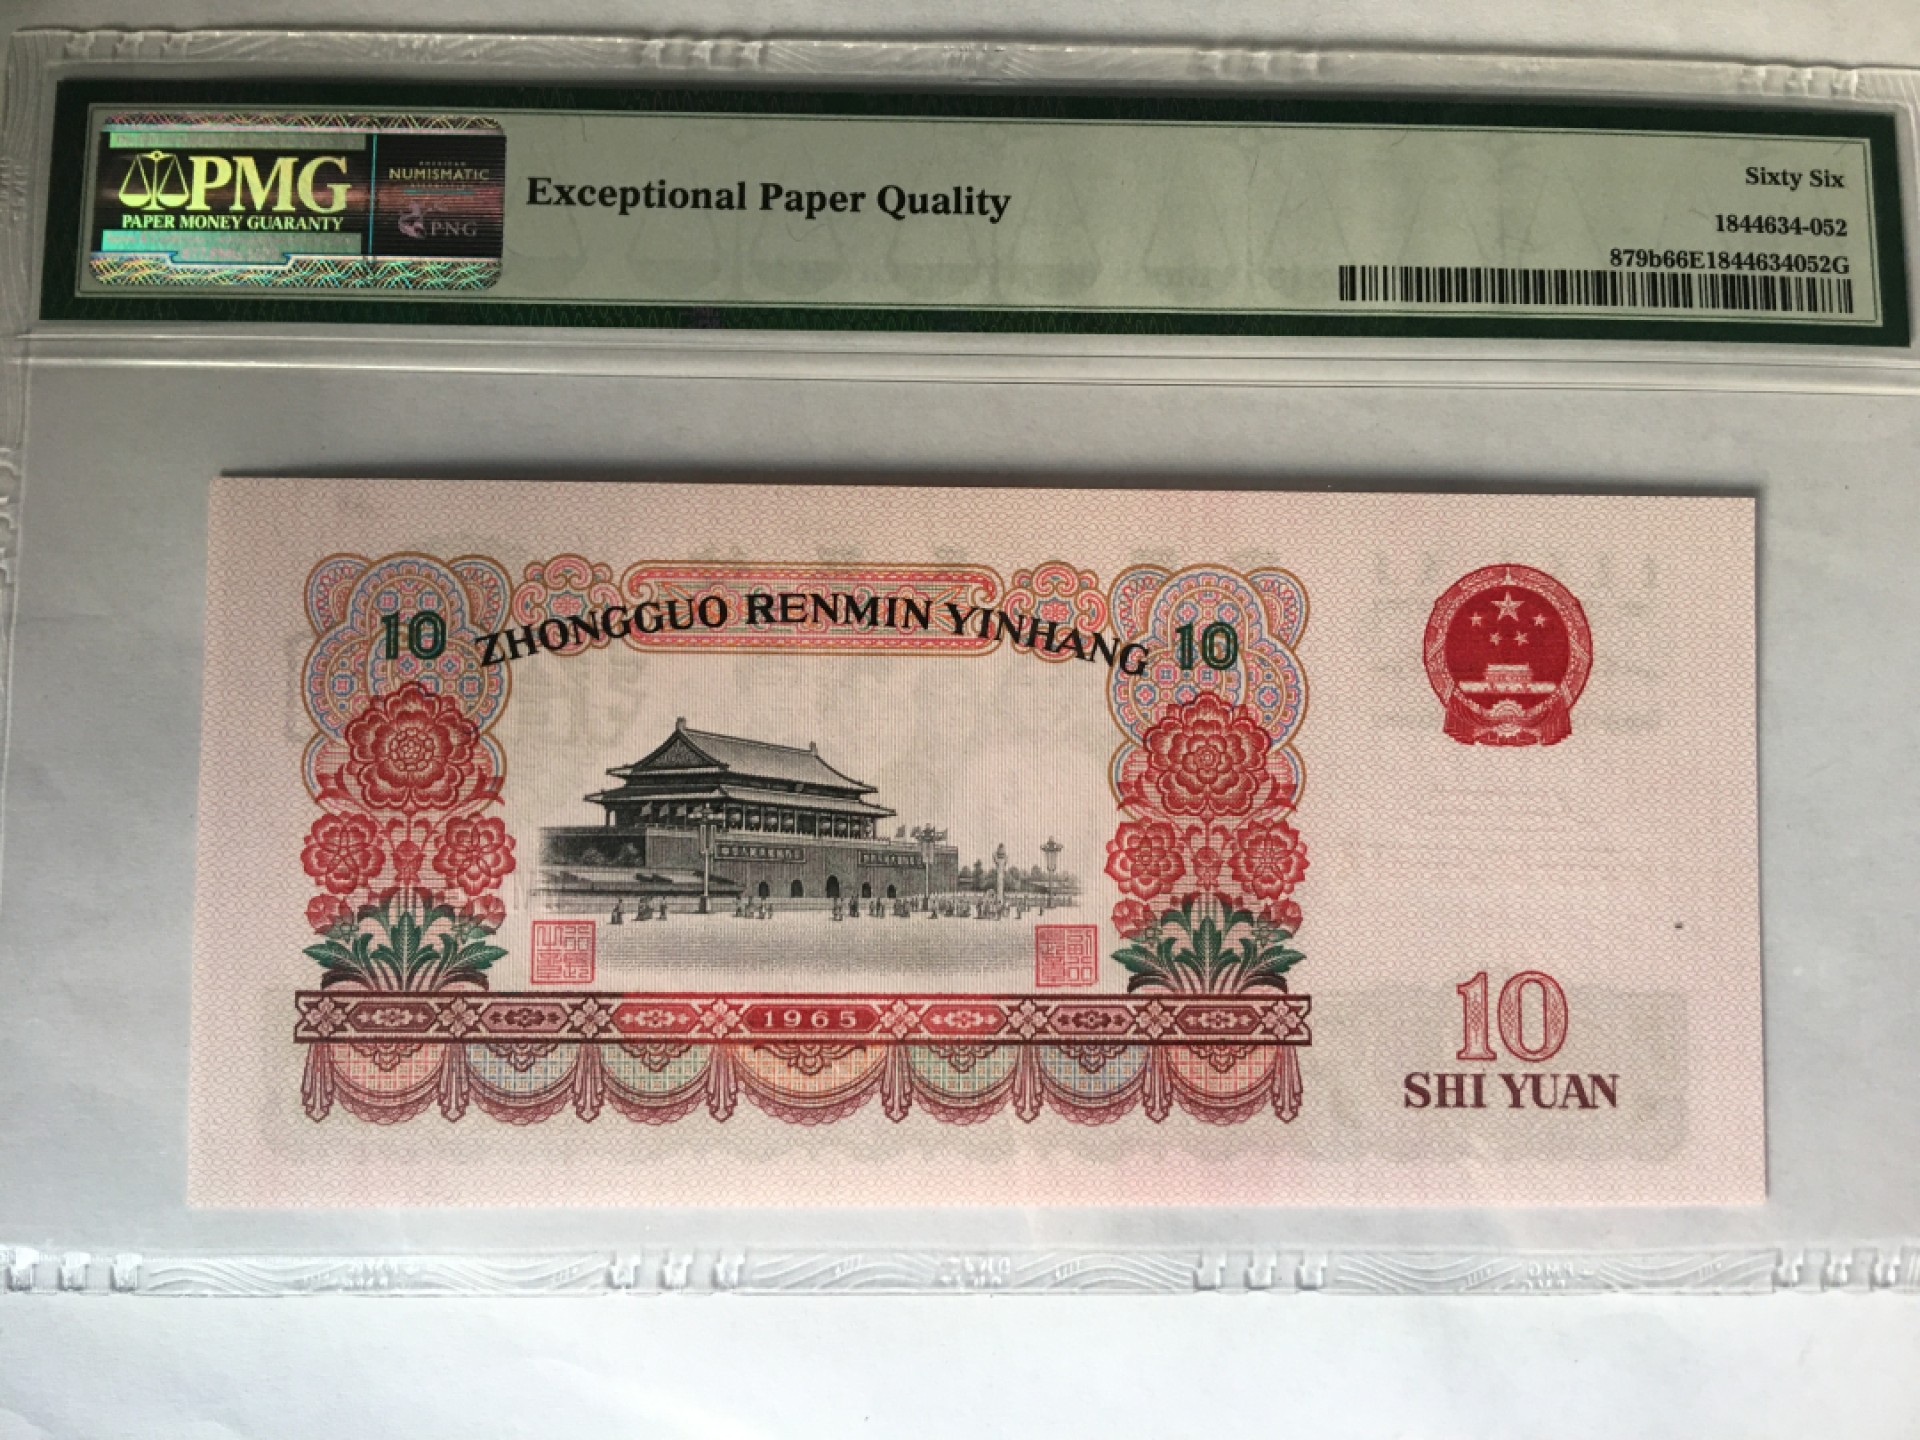 PMG
PAPER MONEY GUARANTY
AMERICAN
NUMISMATIC
PNG
Exceptional Paper Quality
Sixty Six
1844634-052
879b66E1844634052G
10 ZHONGGUO RENMIN YINHANG 10
1965
10
SHI YUAN